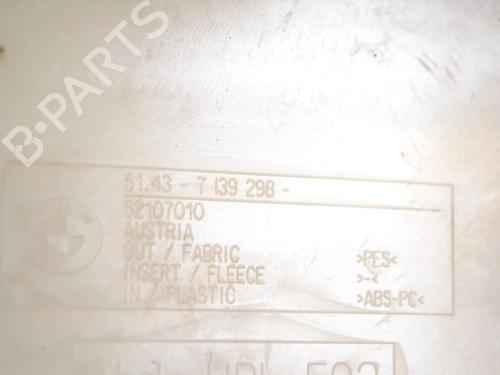 B-PARTS
51.43 - 7 139 298 -
52107010
AUSTRIA
OUT / FABRIC >PES<
INSERT / FLEECE >-<
IN / PLASTIC >ABS-PC<